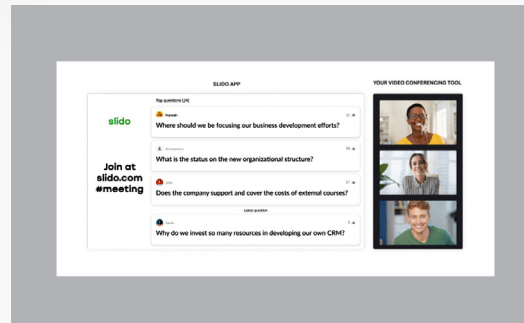 SLIDO APP
YOUR VIDEO CONFERENCING TOOL
slido
Join at
slido.com
#meeting
Top questions (24)
Hannah
Where should we be focusing our business development efforts?
What is the status on the new organizational structure?
Does the company support and cover the costs of external courses?
Latest question
Why do we invest so many resources in developing our own CRM?